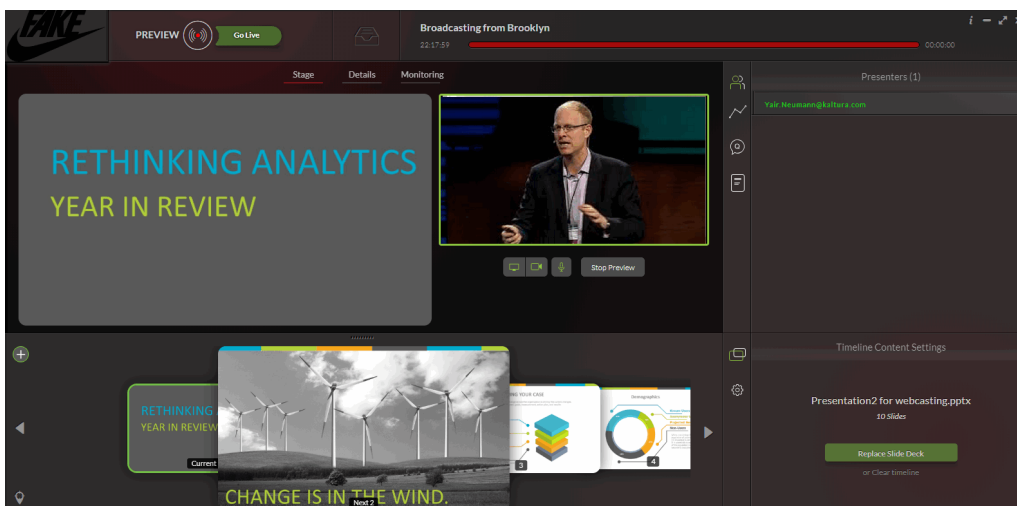 FAKE
PREVIEW
Go Live
Broadcasting from Brooklyn
22:17:59
00:00:00
i
Stage
Details
Monitoring
Presenters (1)
Yair.Neumann@kaltura.com
RETHINKING ANALYTICS
YEAR IN REVIEW
Stop Preview
Timeline Content Settings
Presentation2 for webcasting.pptx
10 Slides
Replace Slide Deck
or Clear timeline
RETHINKING
YEAR IN REVIEW
Current
CHANGE IS IN THE WIND.
Next 2
YOUR CASE
3
Demographics
4